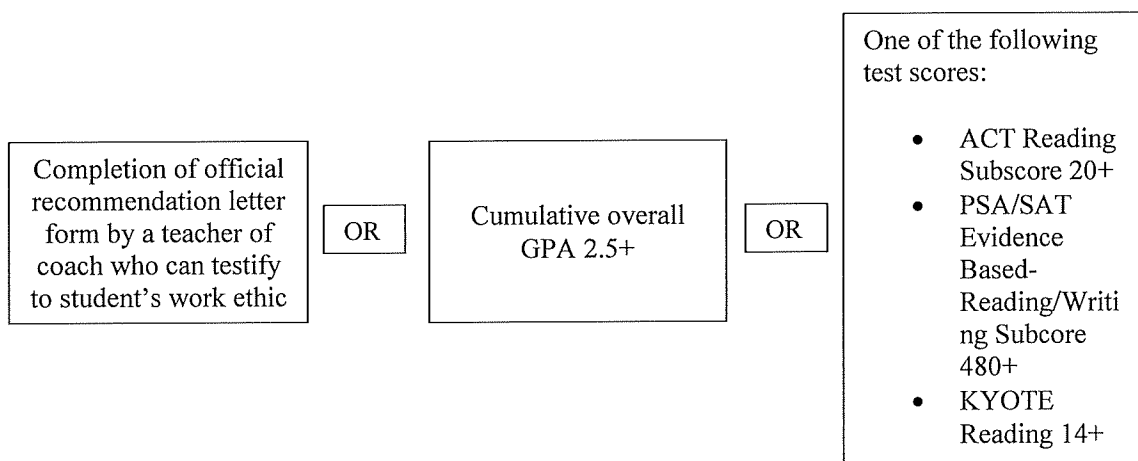 Completion of official
recommendation letter
form by a teacher of
coach who can testify
to student's work ethic
OR
Cumulative overall
GPA 2.5+
OR
One of the following
test scores:
• ACT Reading
Subscore 20+
• PSA/SAT
Evidence
Based-
Reading/Writi
ng Subcore
480+
• KYOTE
Reading 14+